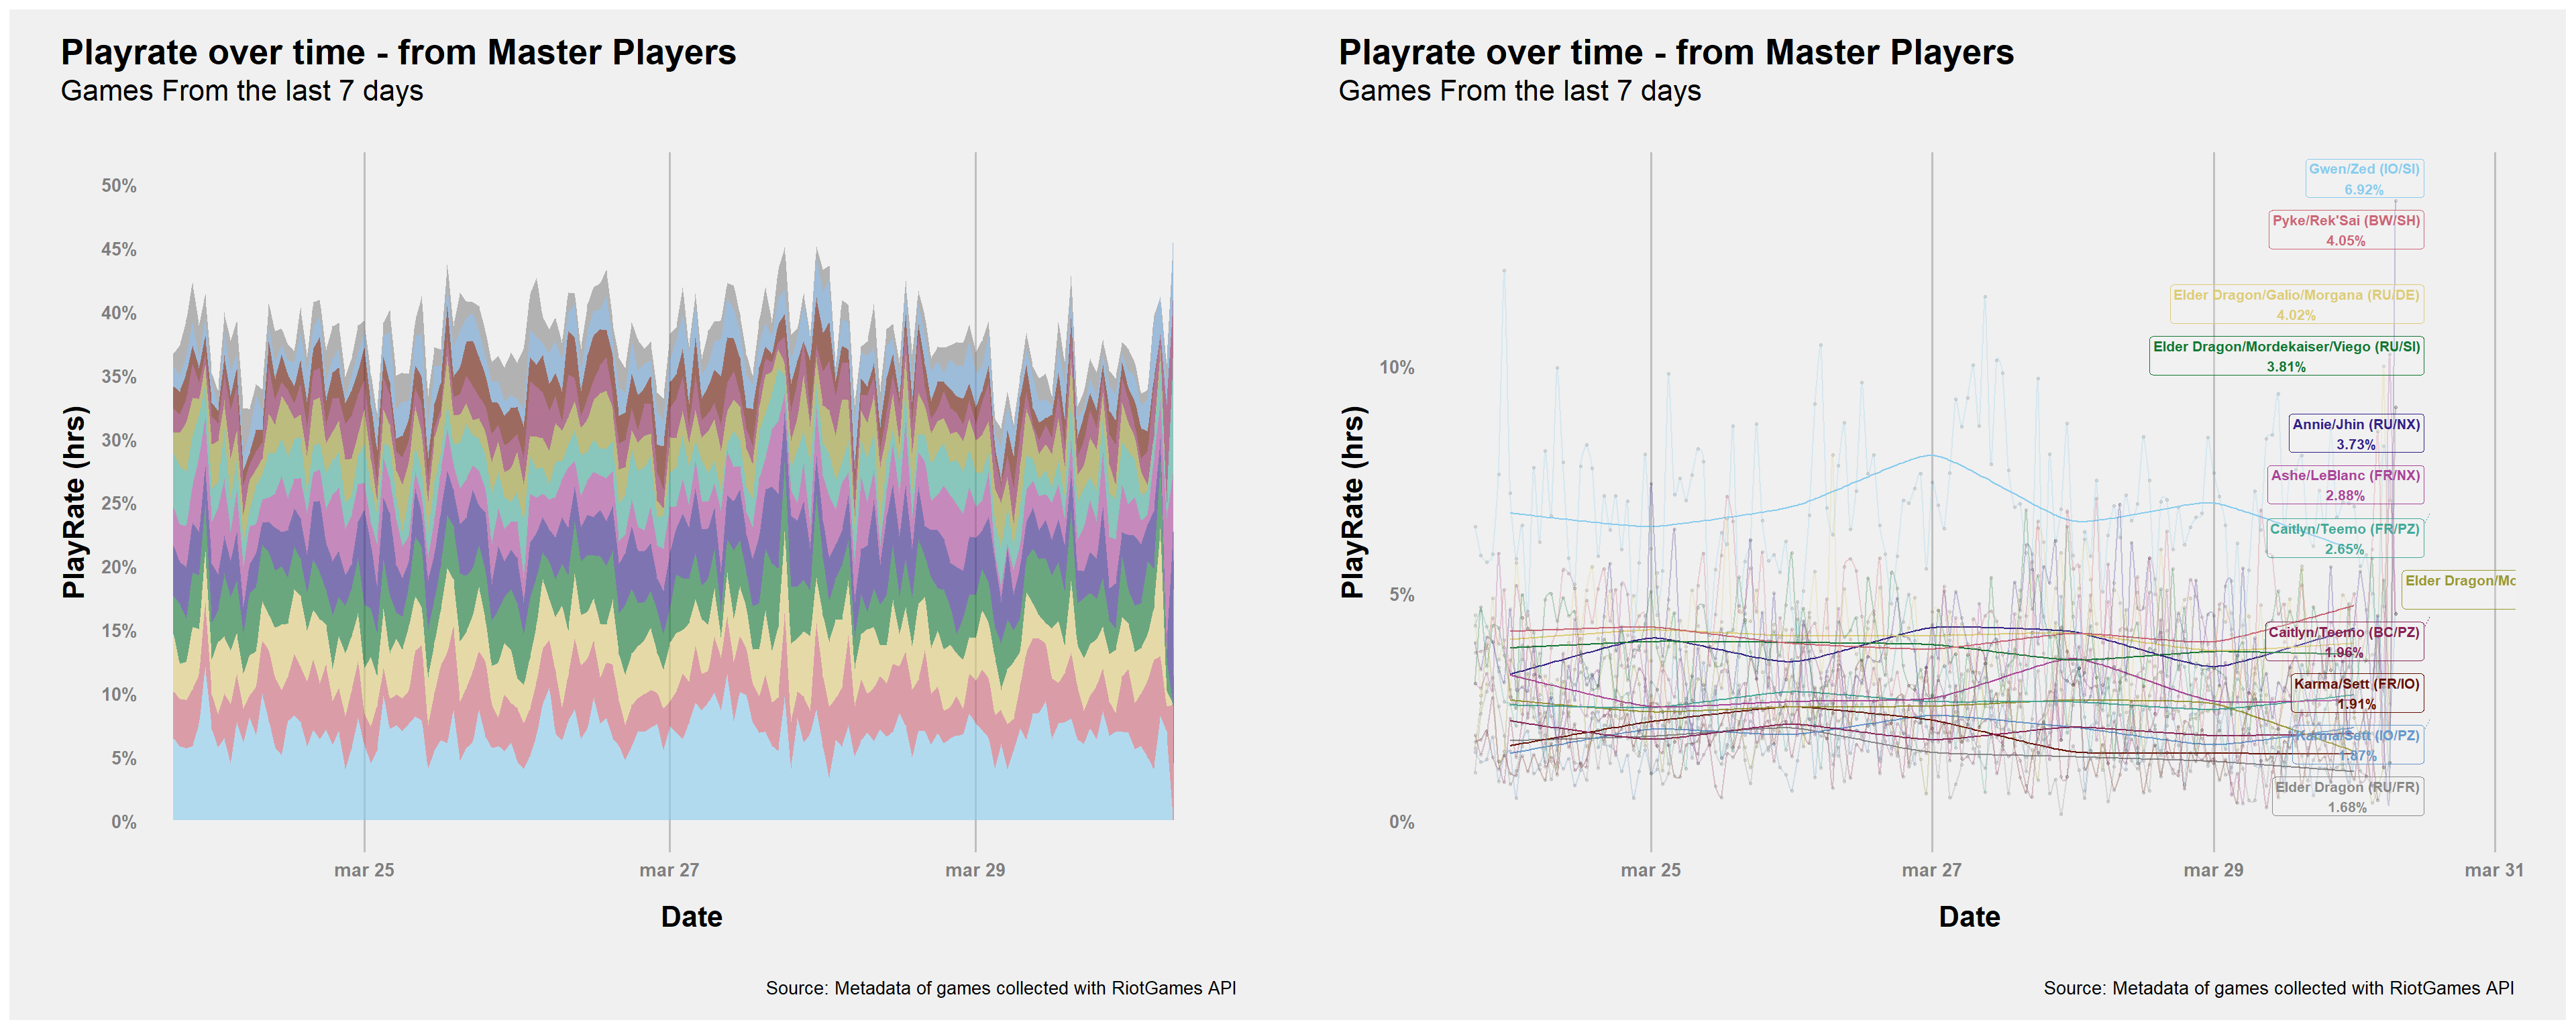 Playrate over time - from Master Players
Games From the last 7 days
50%
45%
40%
35%
30%
25%
20%
15%
10%
5%
0%
PlayRate (hrs)
mar 25
mar 27
mar 29
Date
Source: Metadata of games collected with RiotGames API
Playrate over time - from Master Players
Games From the last 7 days
10%
5%
0%
PlayRate (hrs)
Gwen/Zed (IO/SI)
6.92%
Pyke/Rek'Sai (BW/SH)
4.05%
Elder Dragon/Galio/Morgana (RU/DE)
4.02%
Elder Dragon/Mordekaiser/Viego (RU/SI)
3.81%
Annie/Jhin (RU/NX)
3.73%
Ashe/LeBlanc (FR/NX)
2.88%
Caitlyn/Teemo (FR/PZ)
2.65%
Elder Dragon/Mo
Caitlyn/Teemo (BC/PZ)
1.96%
Karma/Sett (FR/IO)
1.91%
Karma/Sett (IO/PZ)
1.87%
Elder Dragon (RU/FR)
1.68%
mar 25
mar 27
mar 29
mar 31
Date
Source: Metadata of games collected with RiotGames API